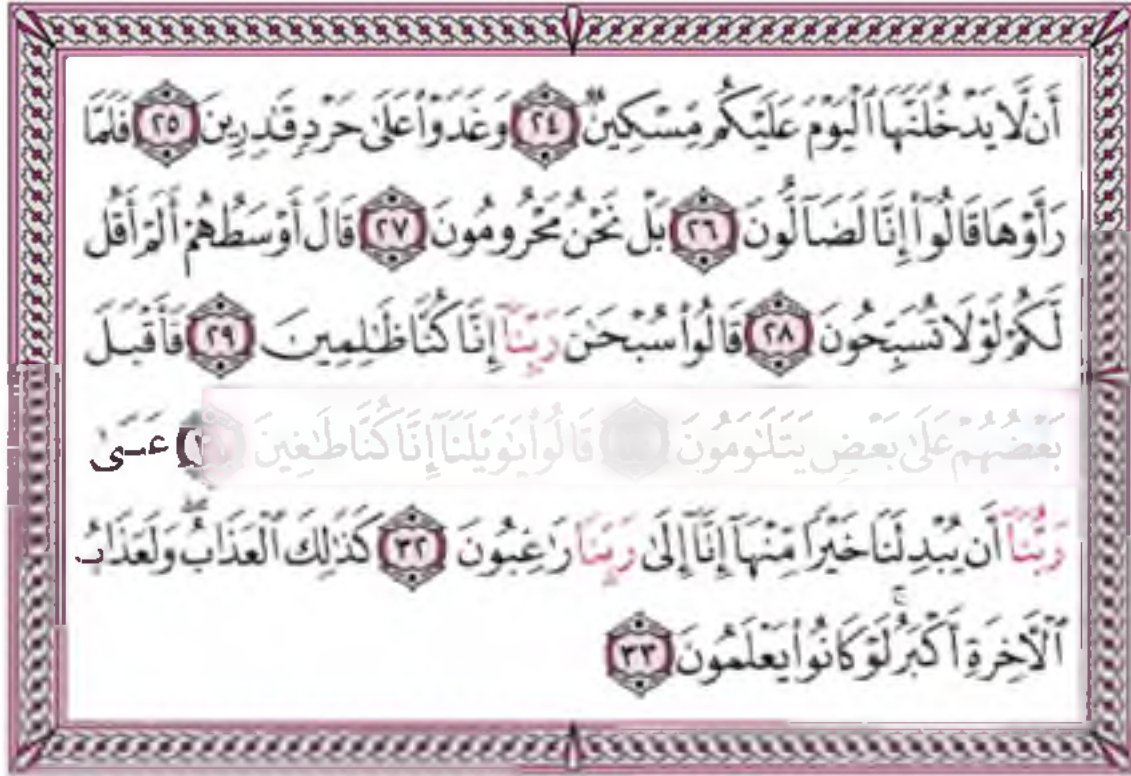 أَن لَّا يَدْخُلَنَّهَا ٱلْيَوْمَ عَلَيْكُم مِّسْكِينٌ ٢٤ وَغَدَوْا۟ عَلَىٰ حَرْدٍ قَٰدِرِينَ ٢٥ فَلَمَّا
رَأَوْهَا قَالُوٓا۟ إِنَّا لَضَآلُّونَ ٢٦ بَلْ نَحْنُ مَحْرُومُونَ ٢٧ قَالَ أَوْسَطُهُمْ أَلَمْ أَقُل
لَّكُمْ لَوْلَا تُسَبِّحُونَ ٢٨ قَالُوا۟ سُبْحَٰنَ رَبِّنَآ إِنَّا كُنَّا ظَٰلِمِينَ ٢٩ فَأَقْبَلَ
بَعْضُهُمْ عَلَىٰ بَعْضٍ يَتَلَٰوَمُونَ قَالُوا۟ يَٰوَيْلَنَآ إِنَّا كُنَّا طَٰغِينَ عَسَىٰ
رَبُّنَآ أَن يُبْدِلَنَا خَيْرًا مِّنْهَآ إِنَّآ إِلَىٰ رَبِّنَا رَٰغِبُونَ ٣٢ كَذَٰلِكَ ٱلْعَذَابُ ۖ وَلَعَذَابُ
ٱلْءَاخِرَةِ أَكْبَرُ ۚ لَوْ كَانُوا۟ يَعْلَمُونَ ٣٣